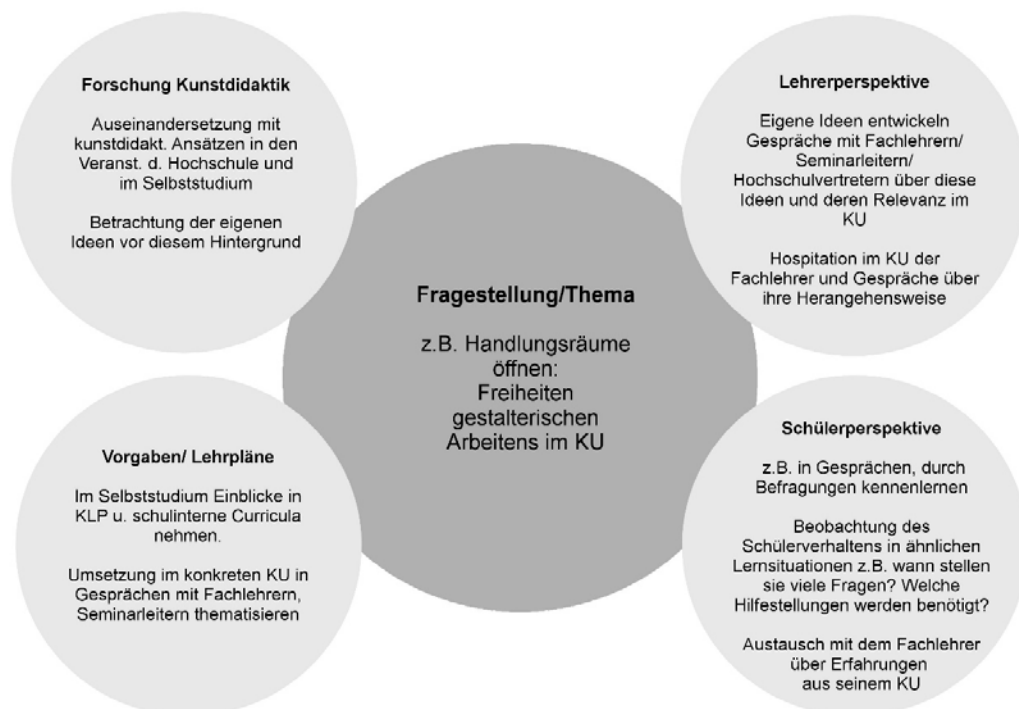 Forschung Kunstdidaktik
Auseinandersetzung mit
kunstdidakt. Ansätzen in den
Veranst. d. Hochschule und
im Selbststudium
Betrachtung der eigenen
Ideen vor diesem Hintergrund
Lehrerperspektive
Eigene Ideen entwickeln
Gespräche mit Fachlehrern/
Seminarleitern/
Hochschulvertretern über diese
Ideen und deren Relevanz im
KU
Hospitation im KU der
Fachlehrer und Gespräche über
ihre Herangehensweise
Fragestellung/Thema
z.B. Handlungsräume
öffnen:
Freiheiten
gestalterischen
Arbeitens im KU
Vorgaben/ Lehrpläne
Im Selbststudium Einblicke in
KLP u. schulinterne Curricula
nehmen.
Umsetzung im konkreten KU in
Gesprächen mit Fachlehrern,
Seminarleitern thematisieren
Schülerperspektive
z.B. in Gesprächen, durch
Befragungen kennenlernen
Beobachtung des
Schülerverhaltens in ähnlichen
Lernsituationen z.B. wann stellen
sie viele Fragen? Welche
Hilfestellungen werden benötigt?
Austausch mit dem Fachlehrer
über Erfahrungen
aus seinem KU